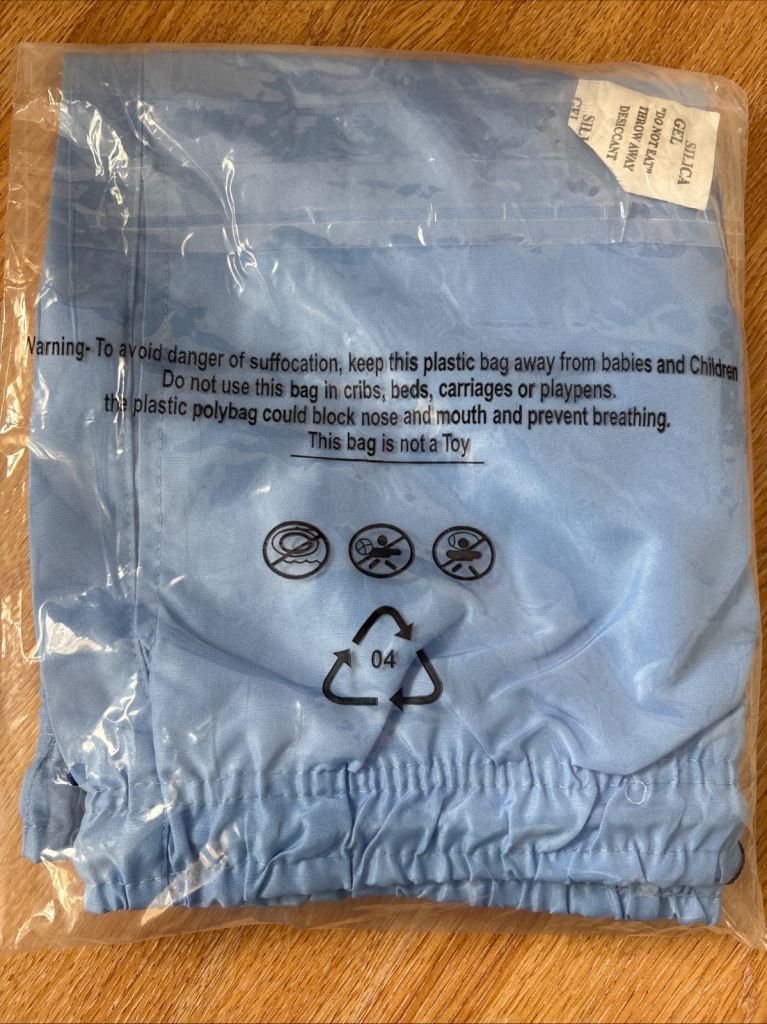 SILICA
GEL
"DO NOT EAT"
THROW AWAY
DESICCANT
Warning- To avoid danger of suffocation, keep this plastic bag away from babies and Children
Do not use this bag in cribs, beds, carriages or playpens.
the plastic polybag could block nose and mouth and prevent breathing.
This bag is not a Toy
04